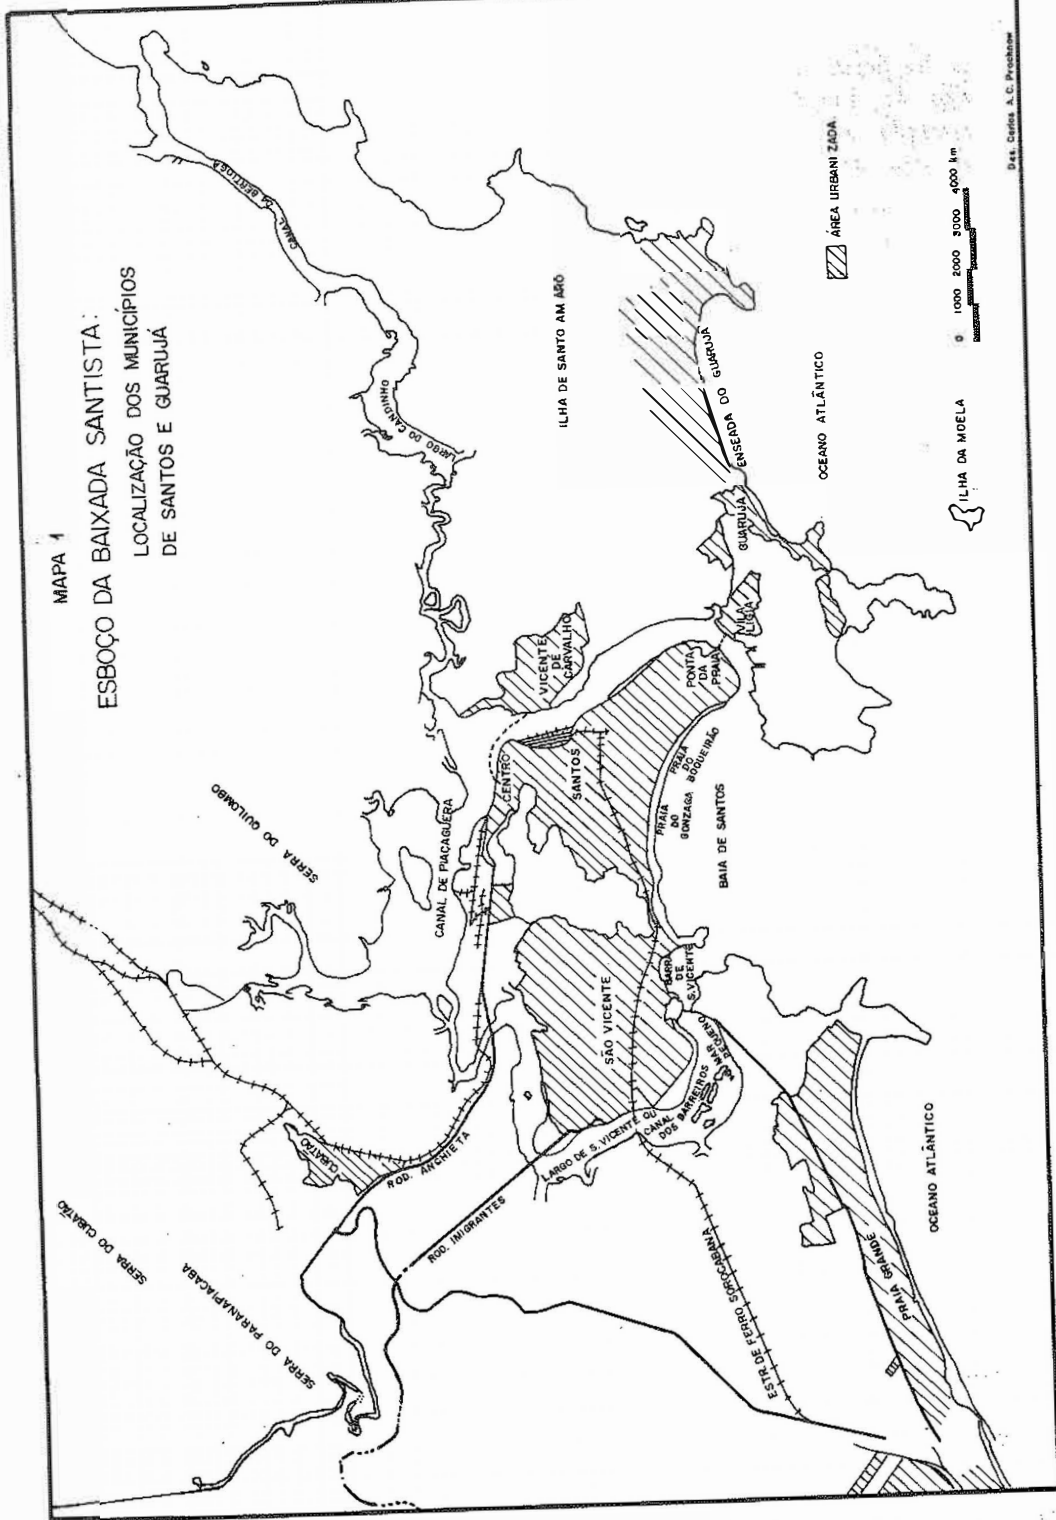 MAPA 1
ESBOÇO DA BAIXADA SANTISTA:
LOCALIZAÇÃO DOS MUNICÍPIOS
DE SANTOS E GUARUJÁ
SERRA DO CUBATÃO
SERRA DO PARANAPIACABA
SERRA DO QUILOMBO
CANAL DA BERTIOGA
LARGO DO CANDINHO
CUBATÃO
ROD. ANCHIETA
ROD. IMIGRANTES
CANAL DE PIAÇAGUERA
CENTRO
VICENTE
DE
CARVALHO
ILHA DE SANTO AMARO
SANTOS
SÃO VICENTE
LARGO DE S. VICENTE OU
CANAL
DOS BARREIROS
MAR PEQUENO
BARRA
DE
S. VICENTE
PONTA
DA
PRAIA
VILA
LIGIA
GUARUJÁ
ENSEADA DO GUARUJÁ
PRAIA
DO
GONZAGA
PRAIA
DO
BOQUEIRÃO
BAIA DE SANTOS
ESTR. DE FERRO SOROCABANA
PRAIA GRANDE
OCEANO ATLÂNTICO
OCEANO ATLÂNTICO
ILHA DA MOELA
ÁREA URBANIZADA
0 1000 2000 3000 4000 km
Des. Carlos A. C. Prochnow